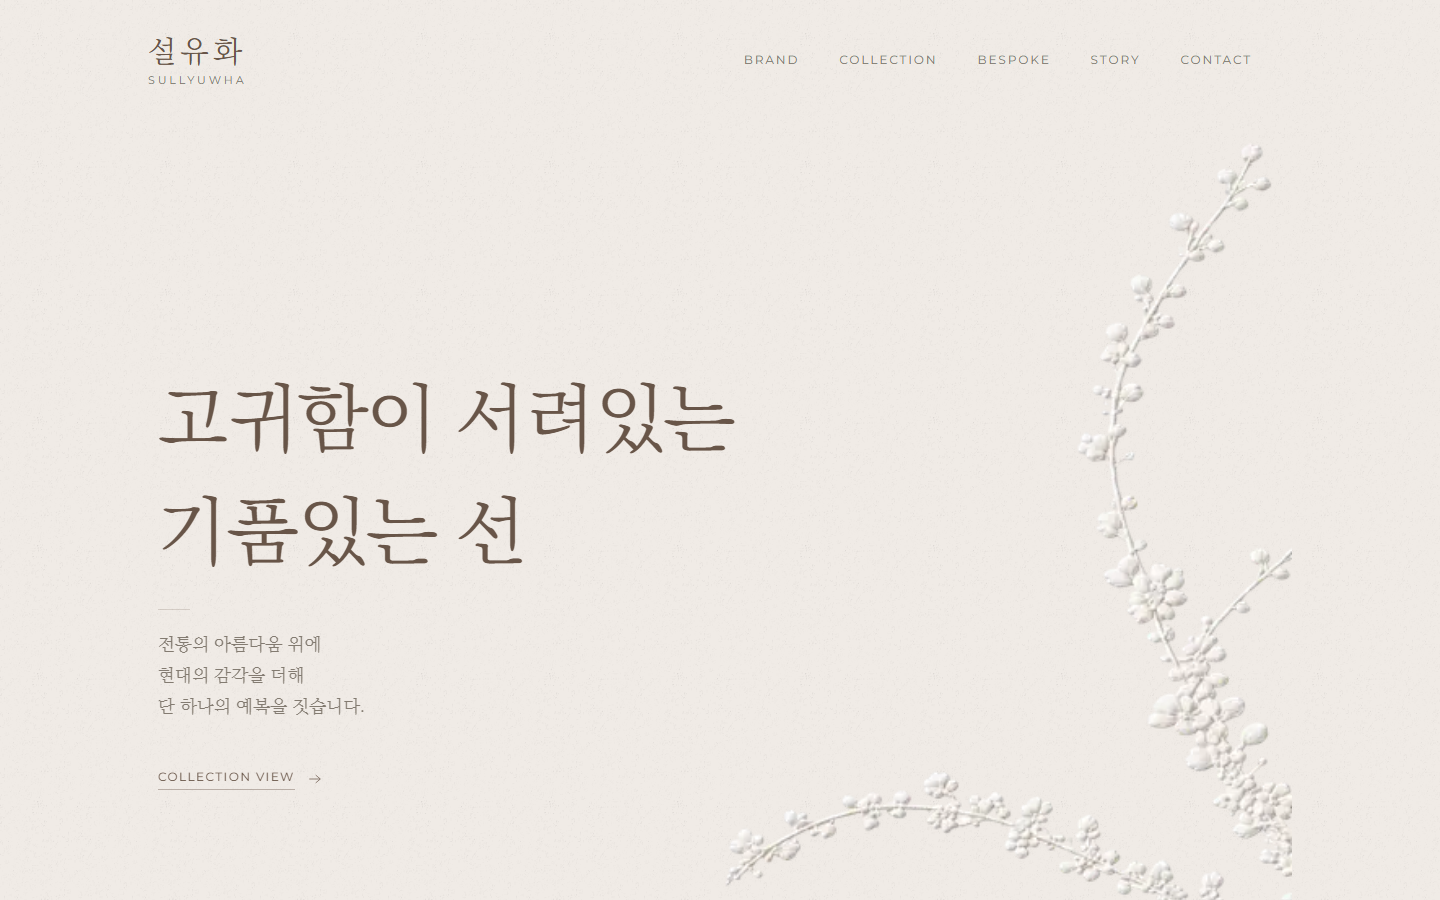 설유화
SULLYUWHA
BRAND COLLECTION BESPOKE STORY CONTACT
고귀함이 서려있는
기품있는 선
전통의 아름다움 위에
현대의 감각을 더해
단 하나의 예복을 짓습니다.
COLLECTION VIEW →